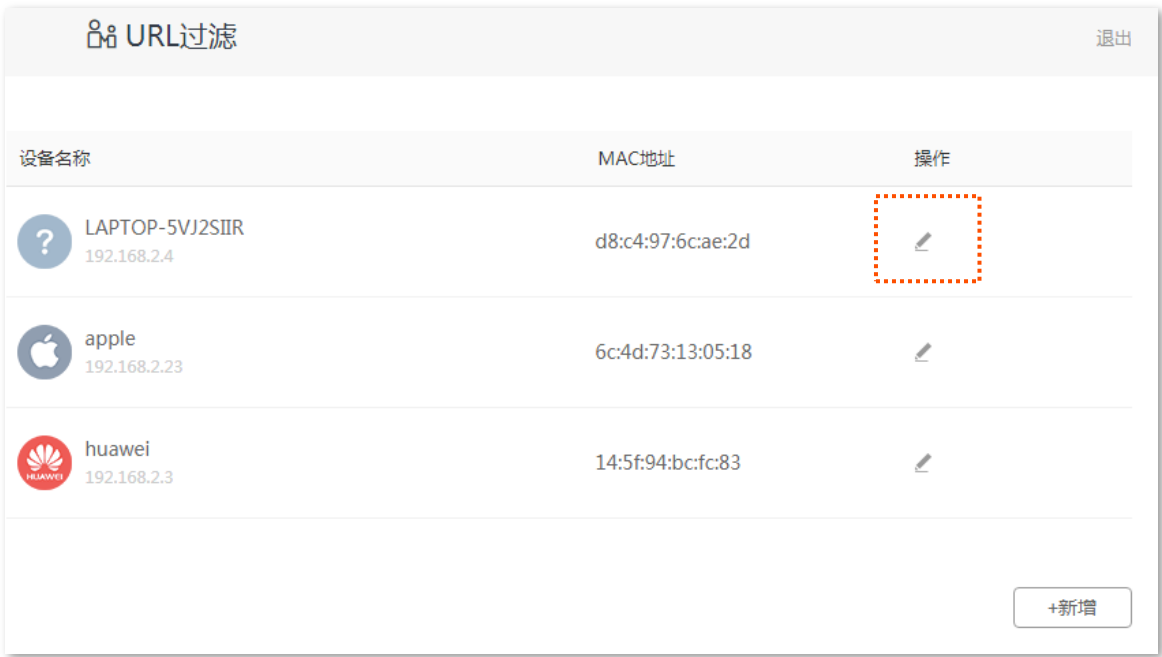 URL过滤
退出
设备名称 MAC地址 操作
?
LAPTOP-5VJ2SIIR
192.168.2.4
d8:c4:97:6c:ae:2d
apple
192.168.2.23
6c:4d:73:13:05:18
HUAWEI
huawei
192.168.2.3
14:5f:94:bc:fc:83
+新增